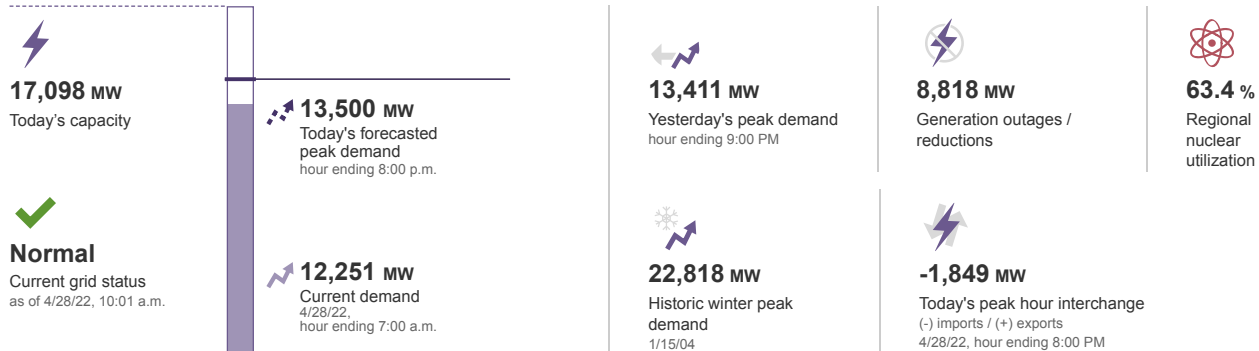 17,098 MW
Today's capacity
Normal
Current grid status
as of 4/28/22, 10:01 a.m.
13,500 MW
Today's forecasted
peak demand
hour ending 8:00 p.m.
12,251 MW
Current demand
4/28/22,
hour ending 7:00 a.m.
13,411 MW
Yesterday's peak demand
hour ending 9:00 PM
8,818 MW
Generation outages /
reductions
63.4 %
Regional
nuclear
utilization
22,818 MW
Historic winter peak
demand
1/15/04
-1,849 MW
Today's peak hour interchange
(-) imports / (+) exports
4/28/22, hour ending 8:00 PM